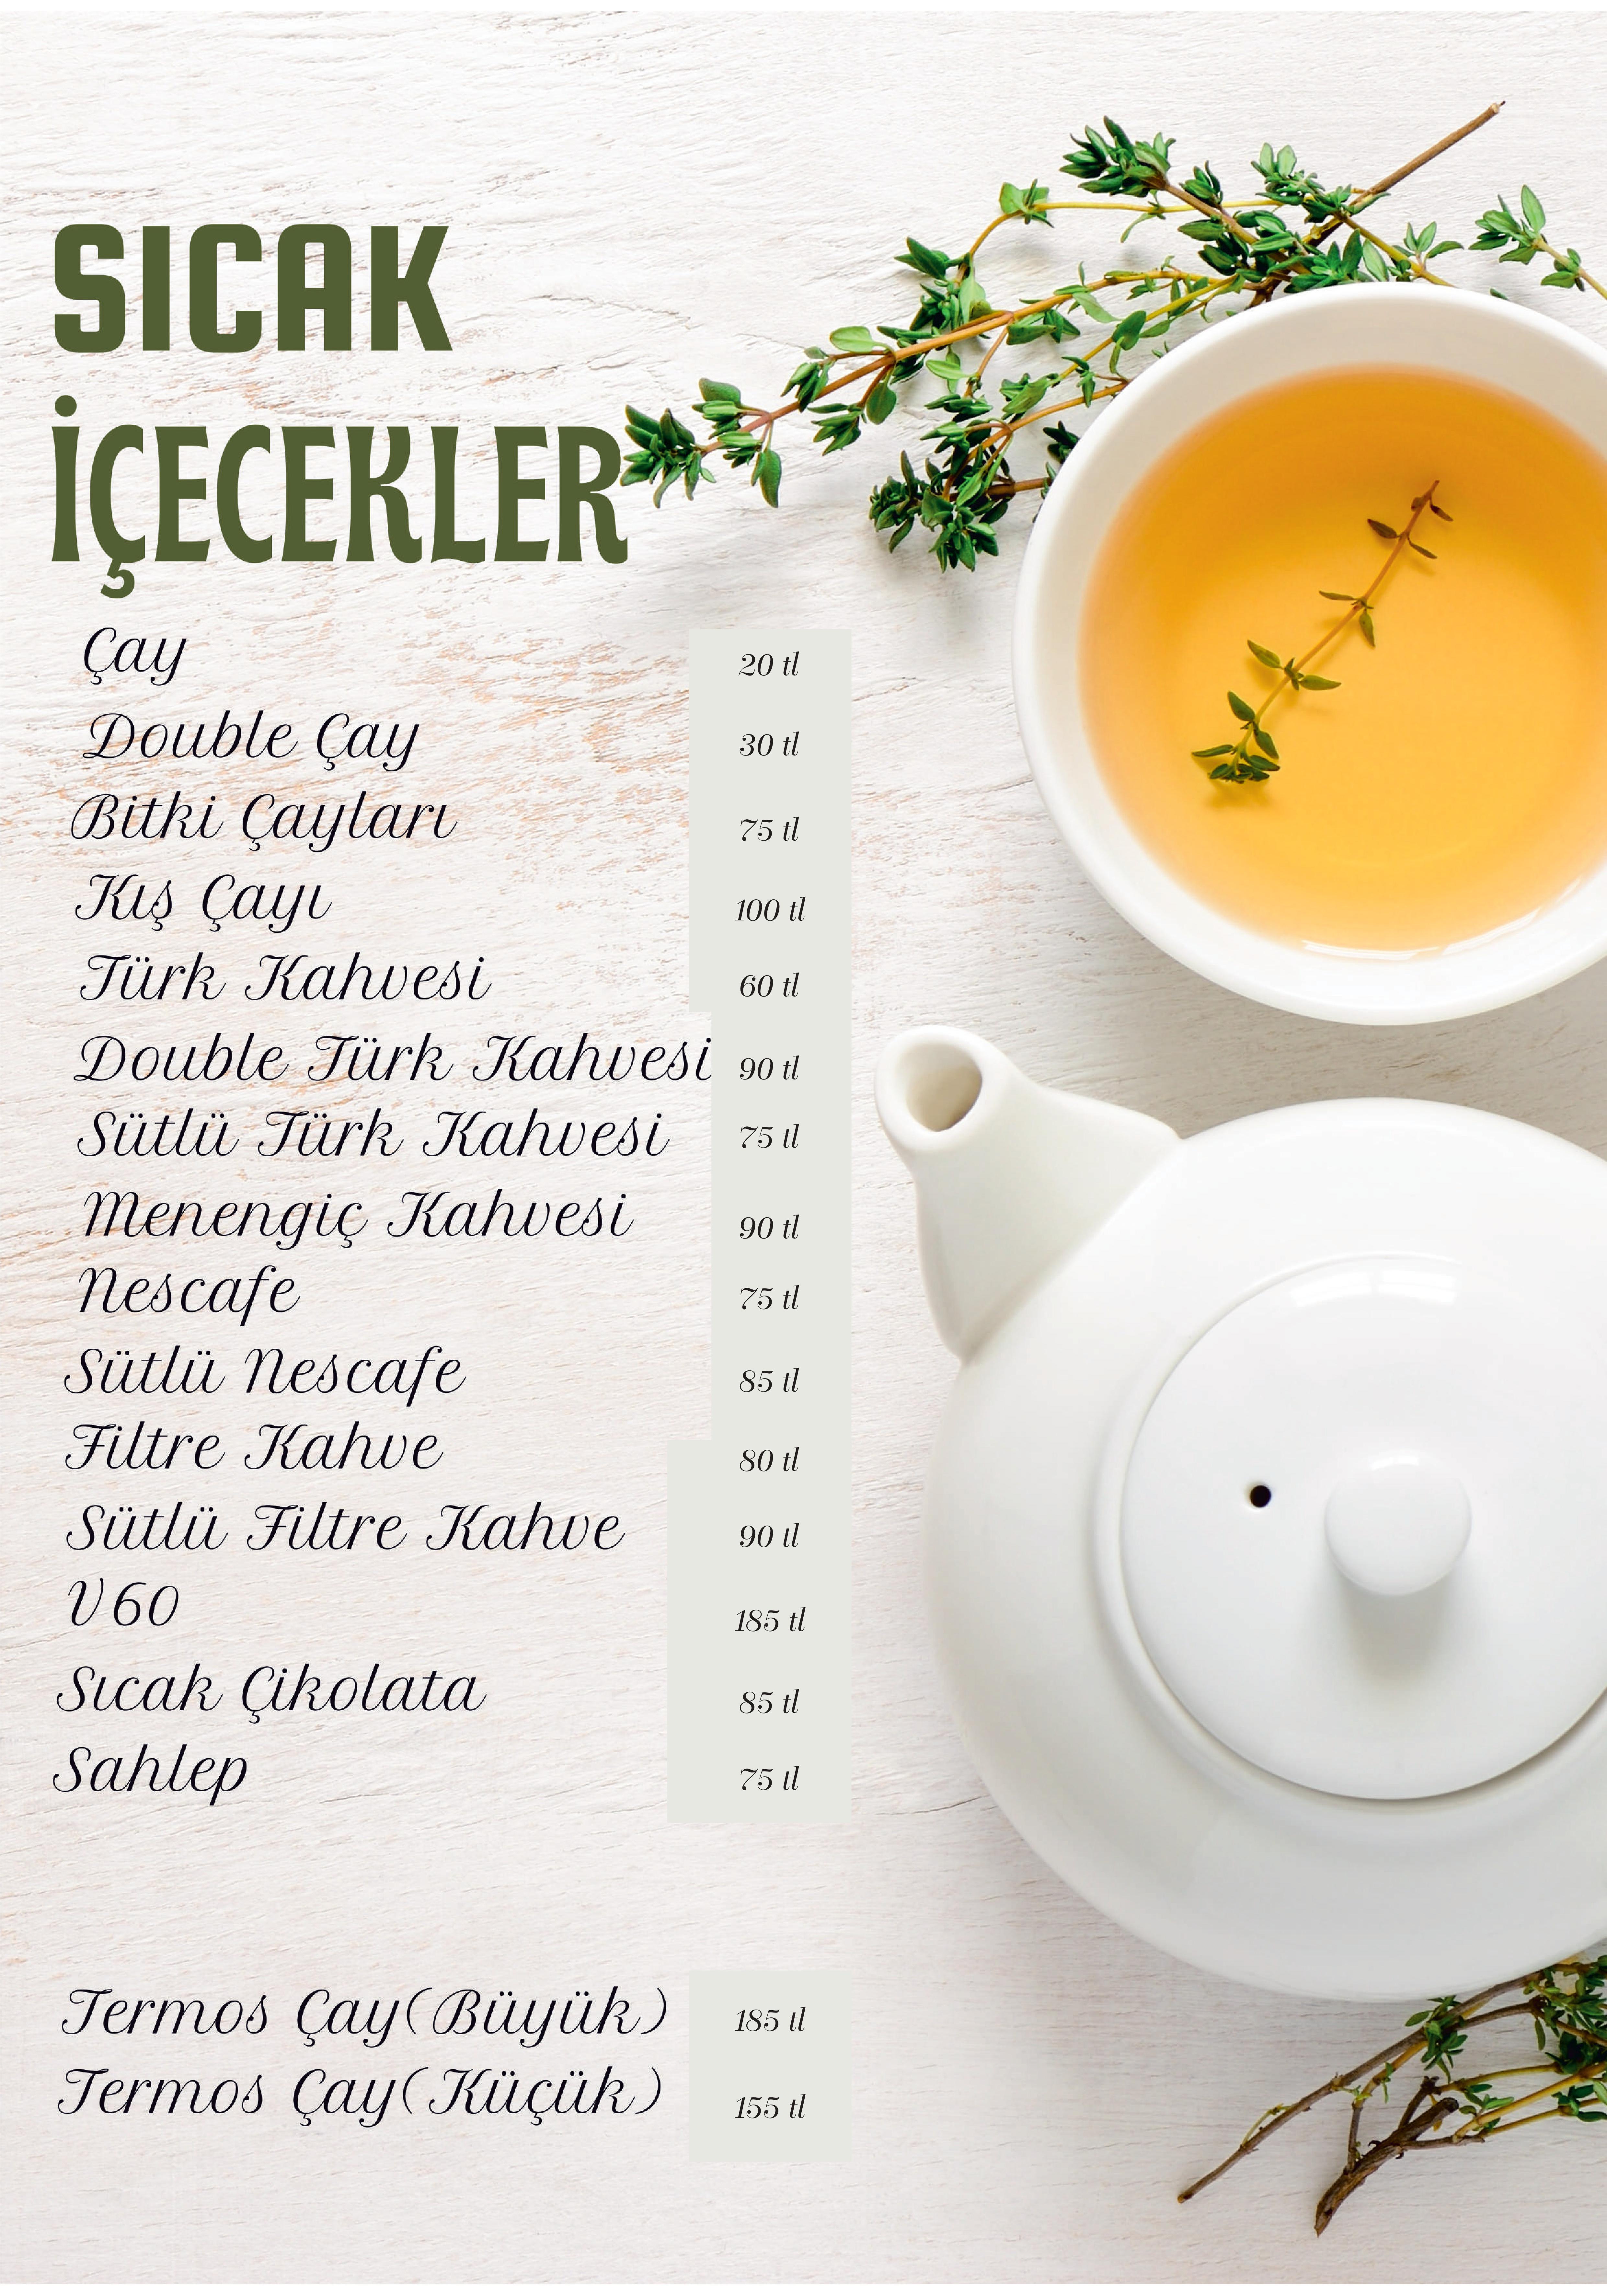 SICAK
İÇECEKLER
Çay 20 tl
Double Çay 30 tl
Bitki Çayları 75 tl
Kış Çayı 100 tl
Türk Kahvesi 60 tl
Double Türk Kahvesi 90 tl
Sütlü Türk Kahvesi 75 tl
Menengiç Kahvesi 90 tl
Nescafe 75 tl
Sütlü Nescafe 85 tl
Filtre Kahve 80 tl
Sütlü Filtre Kahve 90 tl
V60 185 tl
Sıcak Çikolata 85 tl
Sahlep 75 tl
Termos Çay(Büyük) 185 tl
Termos Çay(Küçük) 155 tl